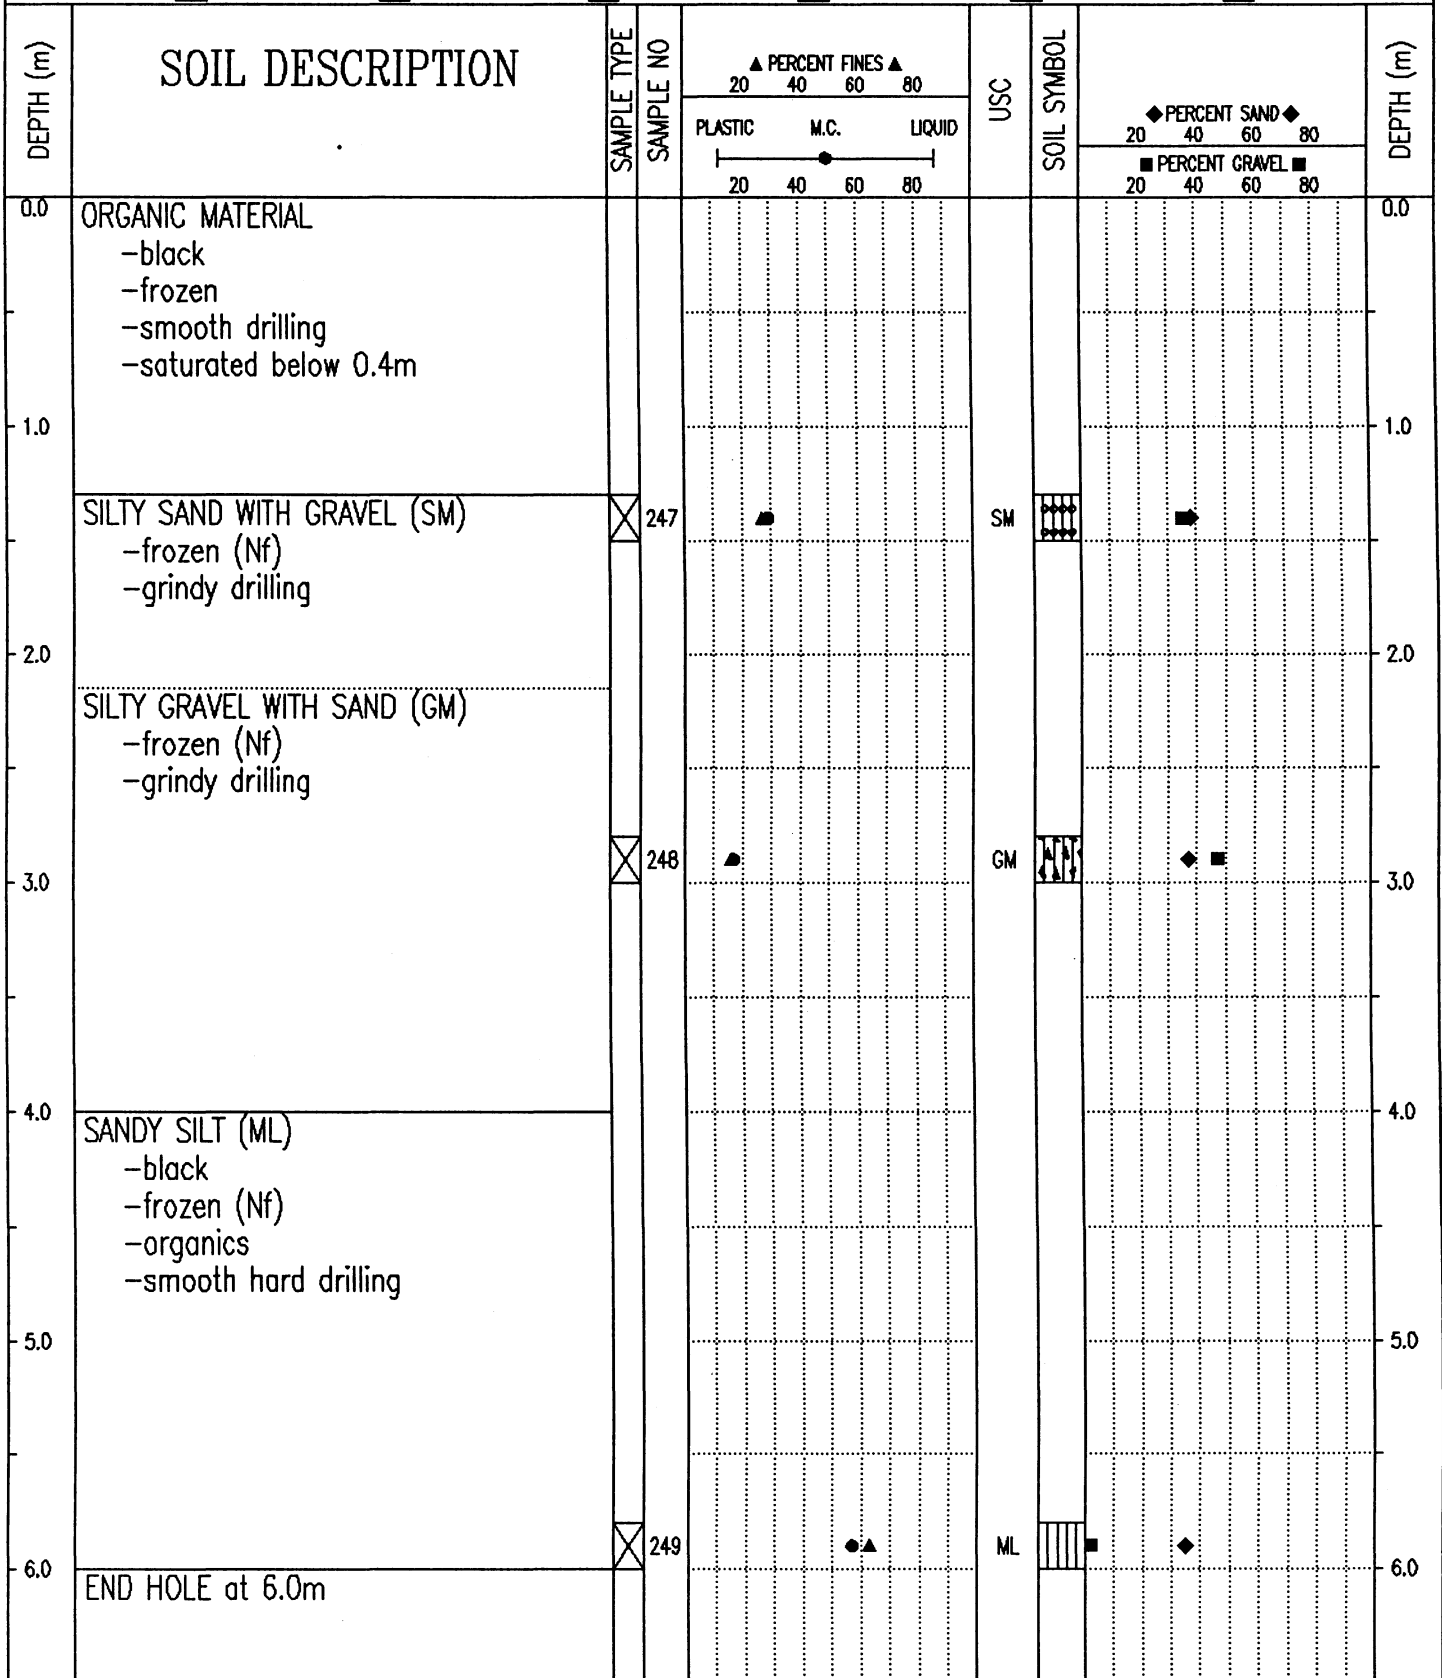 DEPTH (m)
SOIL DESCRIPTION
SAMPLE TYPE
SAMPLE NO
▲ PERCENT FINES ▲
20 40 60 80
PLASTIC M.C. LIQUID
20 40 60 80
USC
SOIL SYMBOL
◆ PERCENT SAND ◆
20 40 60 80
■ PERCENT GRAVEL ■
20 40 60 80
DEPTH (m)
0.0 ORGANIC MATERIAL 0.0
-black
-frozen
-smooth drilling
-saturated below 0.4m
1.0 1.0
SILTY SAND WITH GRAVEL (SM) 247 SM
-frozen (Nf)
-grindy drilling
2.0 2.0
SILTY GRAVEL WITH SAND (GM)
-frozen (Nf)
-grindy drilling
248 GM
3.0 3.0
4.0 4.0
SANDY SILT (ML)
-black
-frozen (Nf)
-organics
-smooth hard drilling
5.0 5.0
249 ML
6.0 6.0
END HOLE at 6.0m